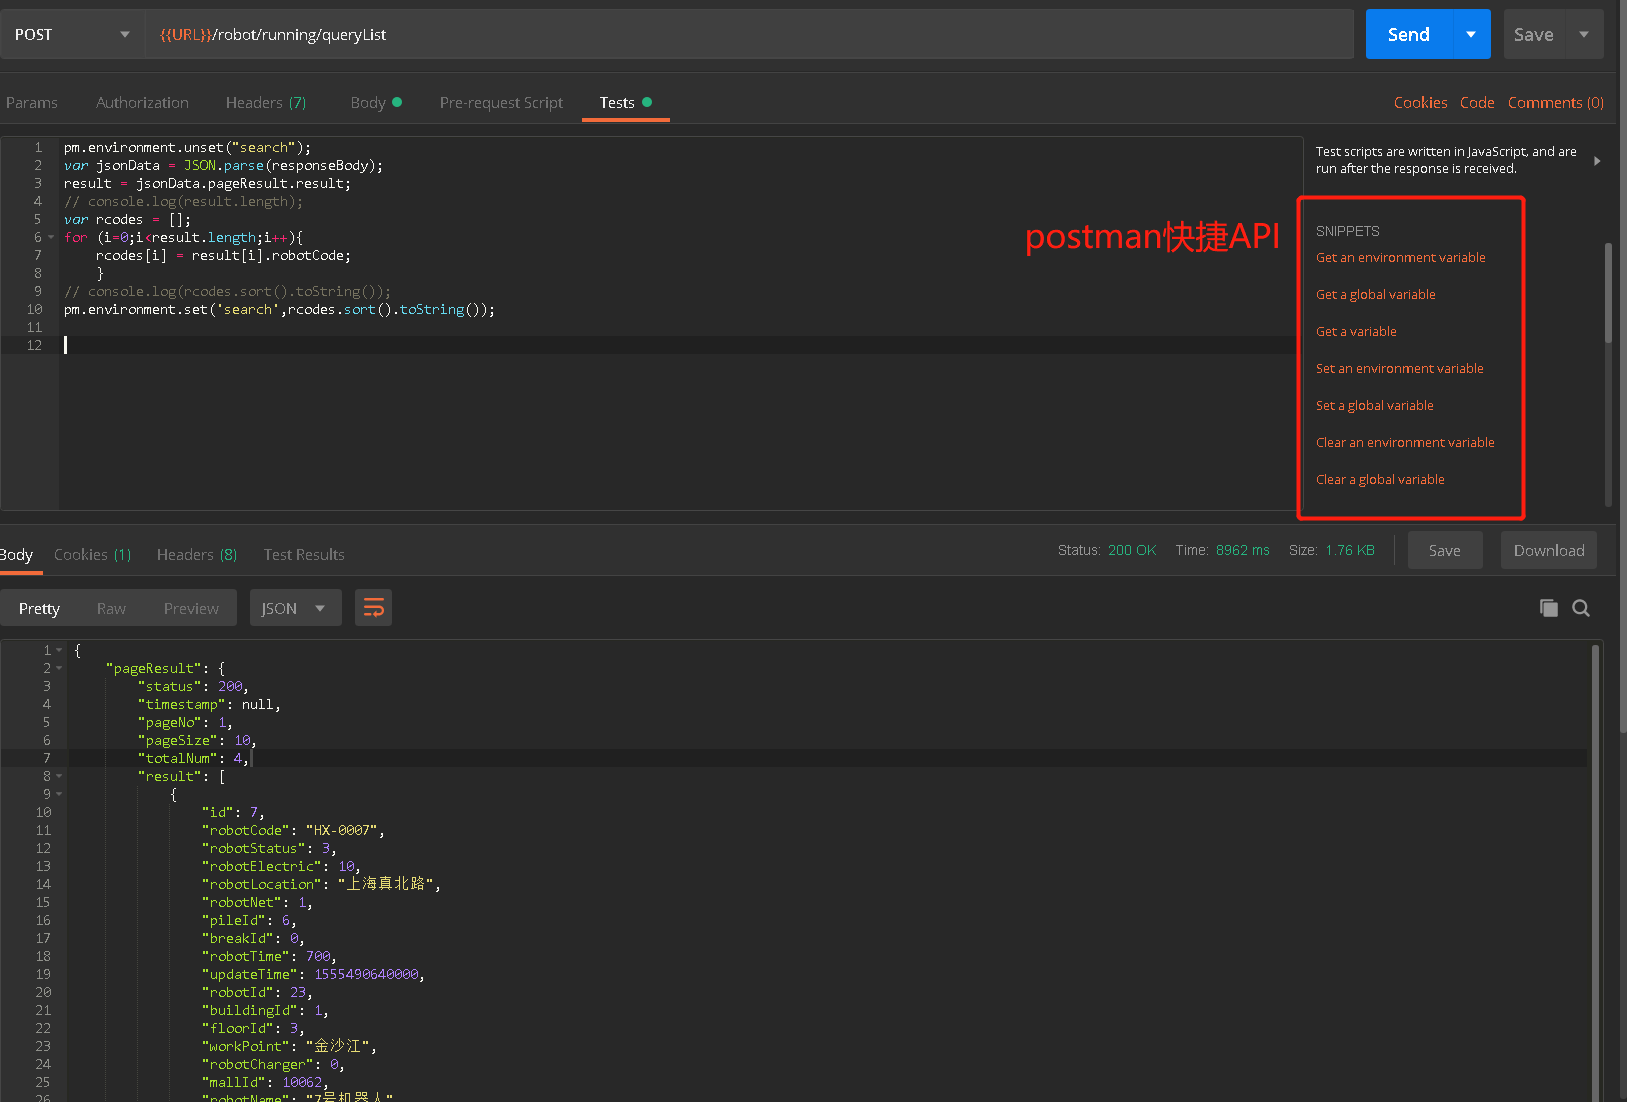 POST
{{URL}}/robot/running/queryList
Send
Save
Params
Authorization
Headers (7)
Body
Pre-request Script
Tests
Cookies
Code
Comments (0)
1 pm.environment.unset("search");
2 var jsonData = JSON.parse(responseBody);
3 result = jsonData.pageResult.result;
4 // console.log(result.length);
5 var rcodes = [];
6 for (i=0;i<result.length;i++){
7 rcodes[i] = result[i].robotCode;
8 }
9 // console.log(rcodes.sort().toString());
10 pm.environment.set('search',rcodes.sort().toString());
11
12
postman快捷API
Test scripts are written in JavaScript, and are
run after the response is received.
SNIPPETS
Get an environment variable
Get a global variable
Get a variable
Set an environment variable
Set a global variable
Clear an environment variable
Clear a global variable
Body
Cookies (1)
Headers (8)
Test Results
Status: 200 OK
Time: 8962 ms
Size: 1.76 KB
Save
Download
Pretty
Raw
Preview
JSON
1 {
2 "pageResult": {
3 "status": 200,
4 "timestamp": null,
5 "pageNo": 1,
6 "pageSize": 10,
7 "totalNum": 4,
8 "result": [
9 {
10 "id": 7,
11 "robotCode": "HX-0007",
12 "robotStatus": 3,
13 "robotElectric": 10,
14 "robotLocation": "上海真北路",
15 "robotNet": 1,
16 "pileId": 6,
17 "breakId": 0,
18 "robotTime": 700,
19 "updateTime": 1555490640000,
20 "robotId": 23,
21 "buildingId": 1,
22 "floorId": 3,
23 "workPoint": "金沙江",
24 "robotCharger": 0,
25 "mallId": 10062,
26 "robotName": "7号机器人"